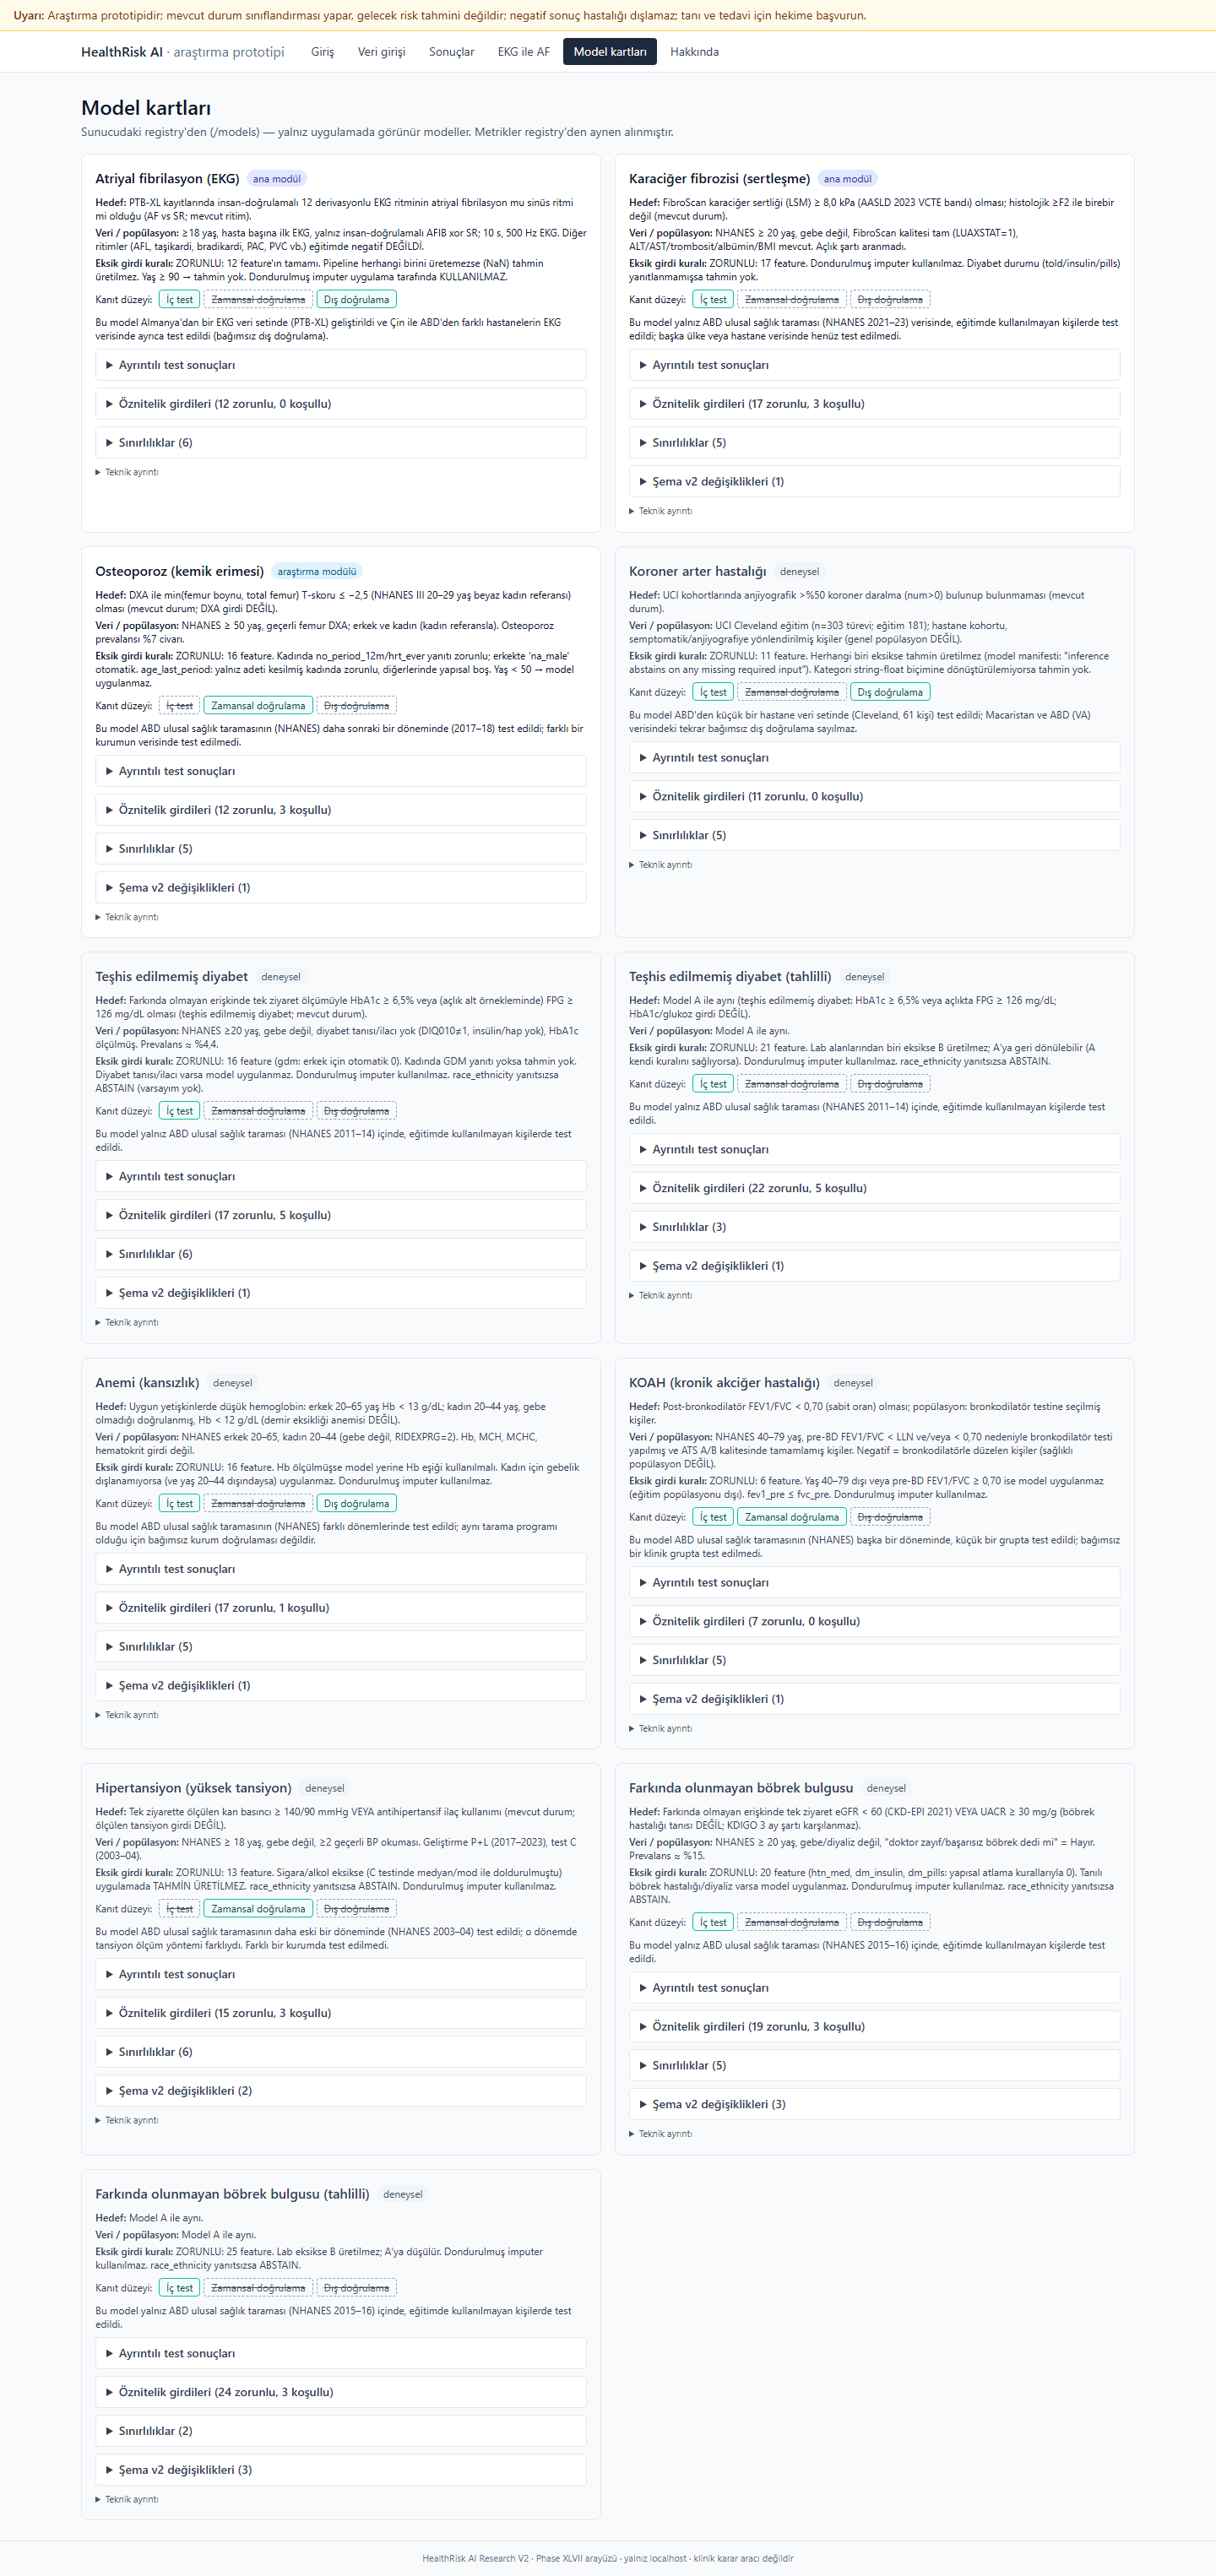 Uyarı: Araştırma prototipidir; mevcut durum sınıflandırması yapar, gelecek risk tahmini değildir; negatif sonuç hastalığı dışlamaz; tanı ve tedavi için hekime başvurun.
HealthRisk AI · araştırma prototipi
Giriş
Veri girişi
Sonuçlar
EKG ile AF
Model kartları
Hakkında
Model kartları
Sunucudaki registry'den (/models) — yalnız uygulamada görünür modeller. Metrikler registry'den aynen alınmıştır.
Atriyal fibrilasyon (EKG) ana modül
Hedef: PTB-XL kayıtlarında insan-doğrulamalı 12 derivasyonlu EKG ritminin atriyal fibrilasyon mu sinüs ritmi
mi olduğu (AF vs SR; mevcut ritim).
Veri / popülasyon: ≥18 yaş, hasta başına ilk EKG, yalnız insan-doğrulamalı AFIB xor SR; 10 s, 500 Hz EKG. Diğer
ritimler (AFL, taşikardi, bradikardi, PAC, PVC vb.) eğitimde negatif DEĞİLDİ.
Eksik girdi kuralı: ZORUNLU: 12 feature'ın tamamı. Pipeline herhangi birini üretemezse (NaN) tahmin
üretilmez. Yaş ≥ 90 → tahmin yok. Dondurulmuş imputer uygulama tarafında KULLANILMAZ.
Kanıt düzeyi: İç test Zamansal doğrulama Dış doğrulama
Bu model Almanya'dan bir EKG veri setinde (PTB-XL) geliştirildi ve Çin ile ABD'den farklı hastanelerin EKG
verisinde ayrıca test edildi (bağımsız dış doğrulama).
▶ Ayrıntılı test sonuçları
▶ Öznitelik girdileri (12 zorunlu, 0 koşullu)
▶ Sınırlılıklar (6)
▶ Teknik ayrıntı
Karaciğer fibrozisi (sertleşme) ana modül
Hedef: FibroScan karaciğer sertliği (LSM) ≥ 8,0 kPa (AASLD 2023 VCTE bandı) olması; histolojik ≥F2 ile birebir
değil (mevcut durum).
Veri / popülasyon: NHANES ≥ 20 yaş, gebe değil, FibroScan kalitesi tam (LUAXSTAT=1),
ALT/AST/trombosit/albümin/BMI mevcut. Açlık şartı aranmadı.
Eksik girdi kuralı: ZORUNLU: 17 feature. Dondurulmuş imputer kullanılmaz. Diyabet durumu (told/insulin/pills)
yanıtlanmamışsa tahmin yok.
Kanıt düzeyi: İç test Zamansal doğrulama Dış doğrulama
Bu model yalnız ABD ulusal sağlık taraması (NHANES 2021–23) verisinde, eğitimde kullanılmayan kişilerde test
edildi; başka ülke veya hastane verisinde henüz test edilmedi.
▶ Ayrıntılı test sonuçları
▶ Öznitelik girdileri (17 zorunlu, 3 koşullu)
▶ Sınırlılıklar (5)
▶ Şema v2 değişiklikleri (1)
▶ Teknik ayrıntı
Osteoporoz (kemik erimesi) araştırma modülü
Hedef: DXA ile min(femur boynu, total femur) T-skoru ≤ −2,5 (NHANES III 20–29 yaş beyaz kadın referansı)
olması (mevcut durum; DXA girdi DEĞİL).
Veri / popülasyon: NHANES ≥ 50 yaş, geçerli femur DXA; erkek ve kadın (kadın referansla). Osteoporoz
prevalansı %7 civarı.
Eksik girdi kuralı: ZORUNLU: 16 feature. Kadında no_period_12m/hrt_ever yanıtı zorunlu; erkekte 'na_male'
otomatik. age_last_period: yalnız adeti kesilmiş kadında zorunlu, diğerlerinde yapısal boş. Yaş < 50 → model
uygulanmaz.
Kanıt düzeyi: İç test Zamansal doğrulama Dış doğrulama
Bu model ABD ulusal sağlık taramasının (NHANES) daha sonraki bir döneminde (2017–18) test edildi; farklı bir
kurumun verisinde test edilmedi.
▶ Ayrıntılı test sonuçları
▶ Öznitelik girdileri (12 zorunlu, 3 koşullu)
▶ Sınırlılıklar (5)
▶ Şema v2 değişiklikleri (1)
▶ Teknik ayrıntı
Koroner arter hastalığı deneysel
Hedef: UCI kohortlarında anjiyografik >%50 koroner daralma (num>0) bulunup bulunmaması (mevcut
durum).
Veri / popülasyon: UCI Cleveland eğitim (n=303 türevi; eğitim 181); hastane kohortu,
semptomatik/anjiyografiye yönlendirilmiş kişiler (genel popülasyon DEĞİL).
Eksik girdi kuralı: ZORUNLU: 11 feature. Herhangi biri eksikse tahmin üretilmez (model manifesti: "inference
abstains on any missing required input"). Kategori string-float biçimine dönüştürülemiyorsa tahmin yok.
Kanıt düzeyi: İç test Zamansal doğrulama Dış doğrulama
Bu model ABD'den küçük bir hastane veri setinde (Cleveland, 61 kişi) test edildi; Macaristan ve ABD (VA)
verisindeki tekrar bağımsız dış doğrulama sayılmaz.
▶ Ayrıntılı test sonuçları
▶ Öznitelik girdileri (11 zorunlu, 0 koşullu)
▶ Sınırlılıklar (5)
▶ Teknik ayrıntı
Teşhis edilmemiş diyabet deneysel
Hedef: Farkında olmayan erişkinde tek ziyaret ölçümüyle HbA1c ≥ 6,5% veya (açlık alt örnekleminde) FPG ≥
126 mg/dL olması (teşhis edilmemiş diyabet; mevcut durum).
Veri / popülasyon: NHANES ≥20 yaş, gebe değil, diyabet tanısı/ilacı yok (DIQ010≠1, insülin/hap yok), HbA1c
ölçülmüş. Prevalans ≈ %4,4.
Eksik girdi kuralı: ZORUNLU: 16 feature (gdm: erkek için otomatik 0). Kadında GDM yanıtı yoksa tahmin yok.
Diyabet tanısı/ilacı varsa model uygulanmaz. Dondurulmuş imputer kullanılmaz. race_ethnicity yanıtsızsa
ABSTAIN (varsayım yok).
Kanıt düzeyi: İç test Zamansal doğrulama Dış doğrulama
Bu model yalnız ABD ulusal sağlık taraması (NHANES 2011–14) içinde, eğitimde kullanılmayan kişilerde test
edildi.
▶ Ayrıntılı test sonuçları
▶ Öznitelik girdileri (17 zorunlu, 5 koşullu)
▶ Sınırlılıklar (6)
▶ Şema v2 değişiklikleri (1)
▶ Teknik ayrıntı
Teşhis edilmemiş diyabet (tahlilli) deneysel
Hedef: Model A ile aynı (teşhis edilmemiş diyabet: HbA1c ≥ 6,5% veya açlıkta FPG ≥ 126 mg/dL;
HbA1c/glukoz girdi DEĞİL).
Veri / popülasyon: Model A ile aynı.
Eksik girdi kuralı: ZORUNLU: 21 feature. Lab alanlarından biri eksikse B üretilmez; A'ya geri dönülebilir (A
kendi kuralını sağlıyorsa). Dondurulmuş imputer kullanılmaz. race_ethnicity yanıtsızsa ABSTAIN.
Kanıt düzeyi: İç test Zamansal doğrulama Dış doğrulama
Bu model yalnız ABD ulusal sağlık taraması (NHANES 2011–14) içinde, eğitimde kullanılmayan kişilerde test
edildi.
▶ Ayrıntılı test sonuçları
▶ Öznitelik girdileri (22 zorunlu, 5 koşullu)
▶ Sınırlılıklar (3)
▶ Şema v2 değişiklikleri (1)
▶ Teknik ayrıntı
Anemi (kansızlık) deneysel
Hedef: Uygun yetişkinlerde düşük hemoglobin: erkek 20–65 yaş Hb < 13 g/dL; kadın 20–44 yaş, gebe
olmadığı doğrulanmış, Hb < 12 g/dL (demir eksikliği anemisi DEĞİL).
Veri / popülasyon: NHANES erkek 20–65, kadın 20–44 (gebe değil, RIDEXPRG=2). Hb, MCH, MCHC,
hematokrit girdi değil.
Eksik girdi kuralı: ZORUNLU: 16 feature. Hb ölçülmüşse model yerine Hb eşiği kullanılmalı. Kadın için gebelik
dışlanamıyorsa (ve yaş 20–44 dışındaysa) uygulanmaz. Dondurulmuş imputer kullanılmaz.
Kanıt düzeyi: İç test Zamansal doğrulama Dış doğrulama
Bu model ABD ulusal sağlık taramasının (NHANES) farklı dönemlerinde test edildi; aynı tarama programı
olduğu için bağımsız kurum doğrulaması değildir.
▶ Ayrıntılı test sonuçları
▶ Öznitelik girdileri (17 zorunlu, 1 koşullu)
▶ Sınırlılıklar (5)
▶ Şema v2 değişiklikleri (1)
▶ Teknik ayrıntı
KOAH (kronik akciğer hastalığı) deneysel
Hedef: Post-bronkodilatör FEV1/FVC < 0,70 (sabit oran) olması; popülasyon: bronkodilatör testine seçilmiş
kişiler.
Veri / popülasyon: NHANES 40–79 yaş, pre-BD FEV1/FVC < LLN ve/veya < 0,70 nedeniyle bronkodilatör testi
yapılmış ve ATS A/B kalitesinde tamamlamış kişiler. Negatif = bronkodilatörle düzelen kişiler (sağlıklı
popülasyon DEĞİL).
Eksik girdi kuralı: ZORUNLU: 6 feature. Yaş 40–79 dışı veya pre-BD FEV1/FVC ≥ 0,70 ise model uygulanmaz
(eğitim popülasyonu dışı). fev1_pre ≤ fvc_pre. Dondurulmuş imputer kullanılmaz.
Kanıt düzeyi: İç test Zamansal doğrulama Dış doğrulama
Bu model ABD ulusal sağlık taramasının (NHANES) başka bir döneminde, küçük bir grupta test edildi; bağımsız
bir klinik grupta test edilmedi.
▶ Ayrıntılı test sonuçları
▶ Öznitelik girdileri (7 zorunlu, 0 koşullu)
▶ Sınırlılıklar (5)
▶ Şema v2 değişiklikleri (1)
▶ Teknik ayrıntı
Hipertansiyon (yüksek tansiyon) deneysel
Hedef: Tek ziyarette ölçülen kan basıncı ≥ 140/90 mmHg VEYA antihipertansif ilaç kullanımı (mevcut durum;
ölçülen tansiyon girdi DEĞİL).
Veri / popülasyon: NHANES ≥ 18 yaş, gebe değil, ≥2 geçerli BP okuması. Geliştirme P+L (2017–2023), test C
(2003–04).
Eksik girdi kuralı: ZORUNLU: 13 feature. Sigara/alkol eksikse (C testinde medyan/mod ile doldurulmuştu)
uygulamada TAHMİN ÜRETİLMEZ. race_ethnicity yanıtsızsa ABSTAIN. Dondurulmuş imputer kullanılmaz.
Kanıt düzeyi: İç test Zamansal doğrulama Dış doğrulama
Bu model ABD ulusal sağlık taramasının daha eski bir döneminde (NHANES 2003–04) test edildi; o dönemde
tansiyon ölçüm yöntemi farklıydı. Farklı bir kurumda test edilmedi.
▶ Ayrıntılı test sonuçları
▶ Öznitelik girdileri (15 zorunlu, 3 koşullu)
▶ Sınırlılıklar (6)
▶ Şema v2 değişiklikleri (2)
▶ Teknik ayrıntı
Farkında olunmayan böbrek bulgusu deneysel
Hedef: Farkında olmayan erişkinde tek ziyaret eGFR < 60 (CKD-EPI 2021) VEYA UACR ≥ 30 mg/g (böbrek
hastalığı tanısı DEĞİL; KDIGO 3 ay şartı karşılanmaz).
Veri / popülasyon: NHANES ≥ 20 yaş, gebe/diyaliz değil, "doktor zayıf/başarısız böbrek dedi mi" = Hayır.
Prevalans ≈ %15.
Eksik girdi kuralı: ZORUNLU: 20 feature (htn_med, dm_insulin, dm_pills: yapısal atlama kurallarıyla 0). Tanılı
böbrek hastalığı/diyaliz varsa model uygulanmaz. Dondurulmuş imputer kullanılmaz. race_ethnicity yanıtsızsa
ABSTAIN.
Kanıt düzeyi: İç test Zamansal doğrulama Dış doğrulama
Bu model yalnız ABD ulusal sağlık taraması (NHANES 2015–16) içinde, eğitimde kullanılmayan kişilerde test
edildi.
▶ Ayrıntılı test sonuçları
▶ Öznitelik girdileri (19 zorunlu, 3 koşullu)
▶ Sınırlılıklar (5)
▶ Şema v2 değişiklikleri (3)
▶ Teknik ayrıntı
Farkında olunmayan böbrek bulgusu (tahlilli) deneysel
Hedef: Model A ile aynı.
Veri / popülasyon: Model A ile aynı.
Eksik girdi kuralı: ZORUNLU: 25 feature. Lab eksikse B üretilmez; A'ya düşülür. Dondurulmuş imputer
kullanılmaz. race_ethnicity yanıtsızsa ABSTAIN.
Kanıt düzeyi: İç test Zamansal doğrulama Dış doğrulama
Bu model yalnız ABD ulusal sağlık taraması (NHANES 2015–16) içinde, eğitimde kullanılmayan kişilerde test
edildi.
▶ Ayrıntılı test sonuçları
▶ Öznitelik girdileri (24 zorunlu, 3 koşullu)
▶ Sınırlılıklar (2)
▶ Şema v2 değişiklikleri (3)
▶ Teknik ayrıntı
HealthRisk AI Research V2 · Phase XLVII arayüzü · yalnız localhost · klinik karar aracı değildir